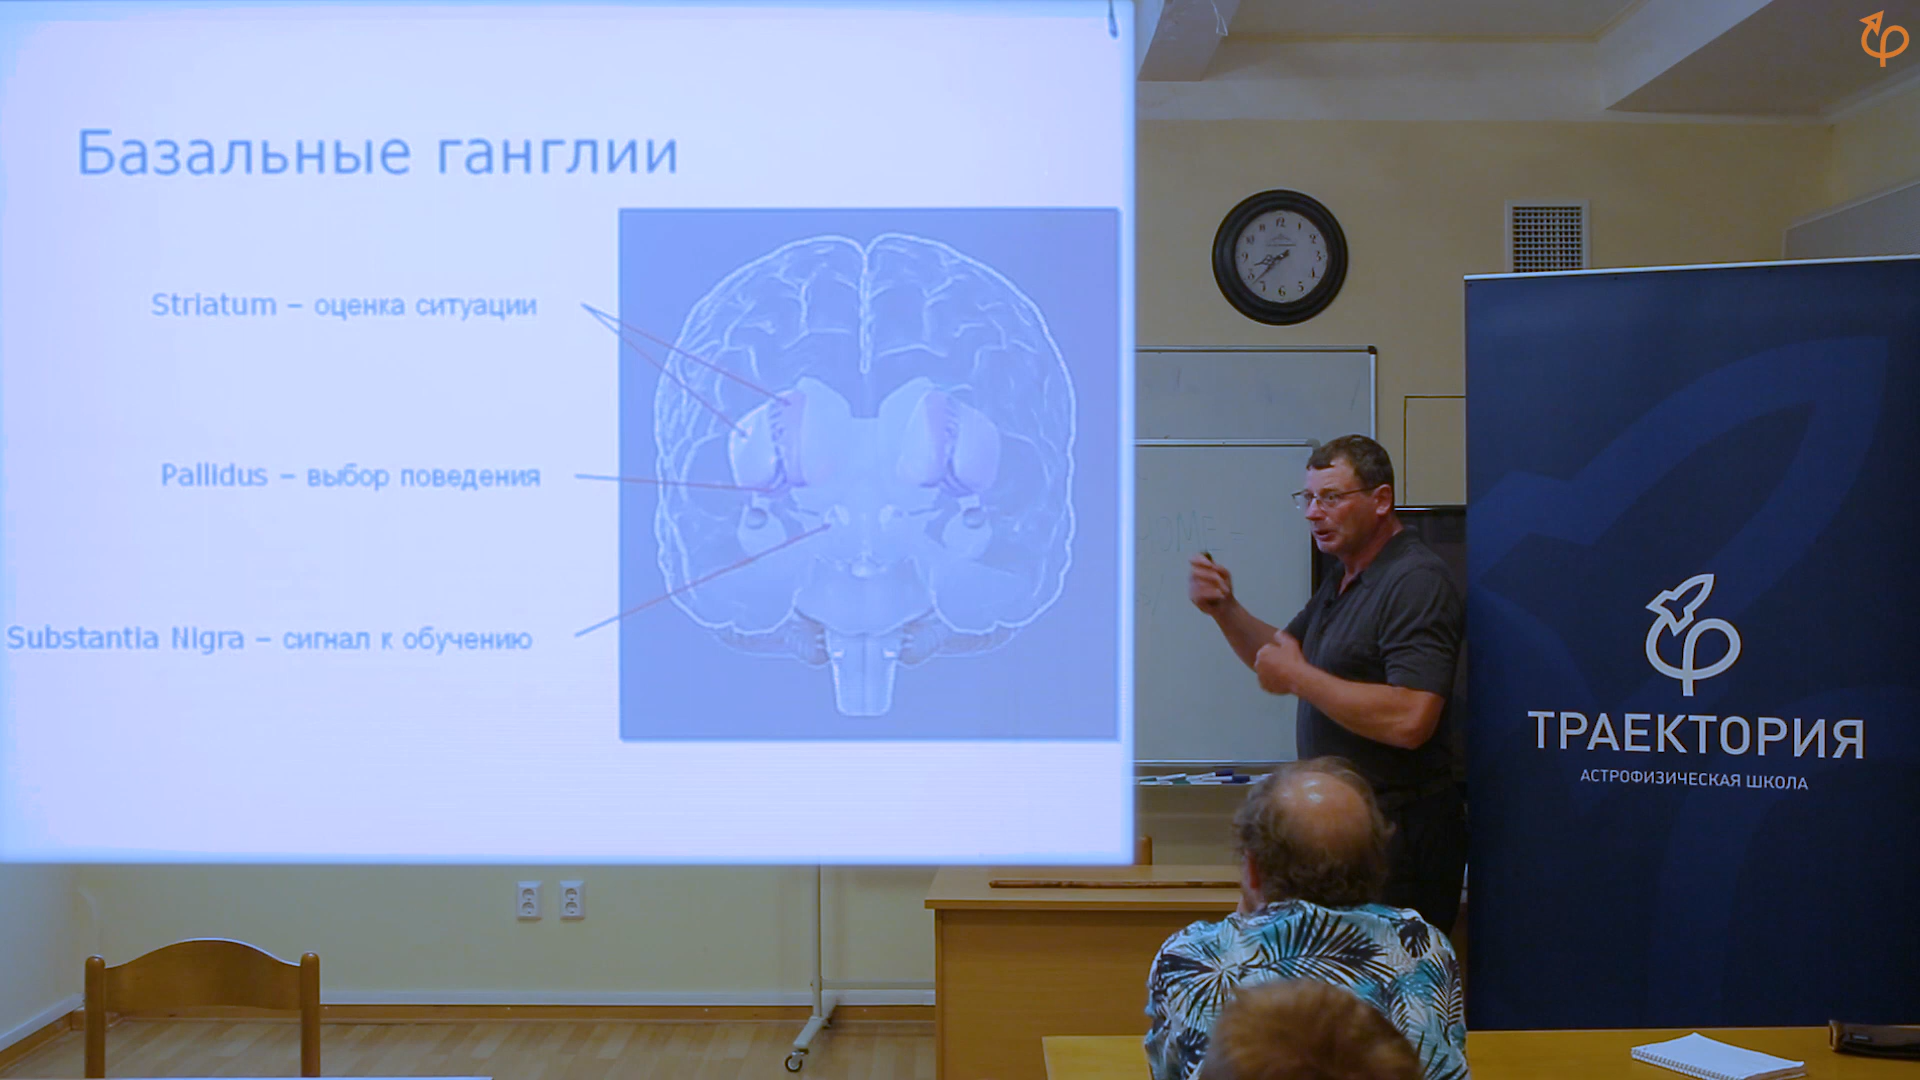 Базальные ганглии
Striatum – оценка ситуации
Pallidus – выбор поведения
Substantia Nigra – сигнал к обучению
ТРАЕКТОРИЯ
АСТРОФИЗИЧЕСКАЯ ШКОЛА